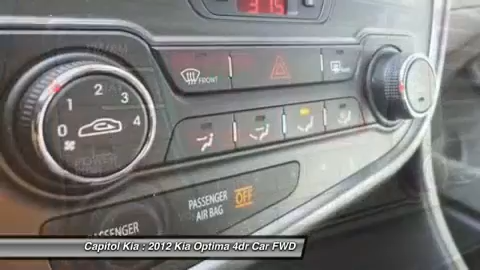 3:15
FRONT
1 2 3
0 4
PASSENGER
AIR BAG OFF
PASSENGER
Capitol Kia : 2012 Kia Optima 4dr Car FWD